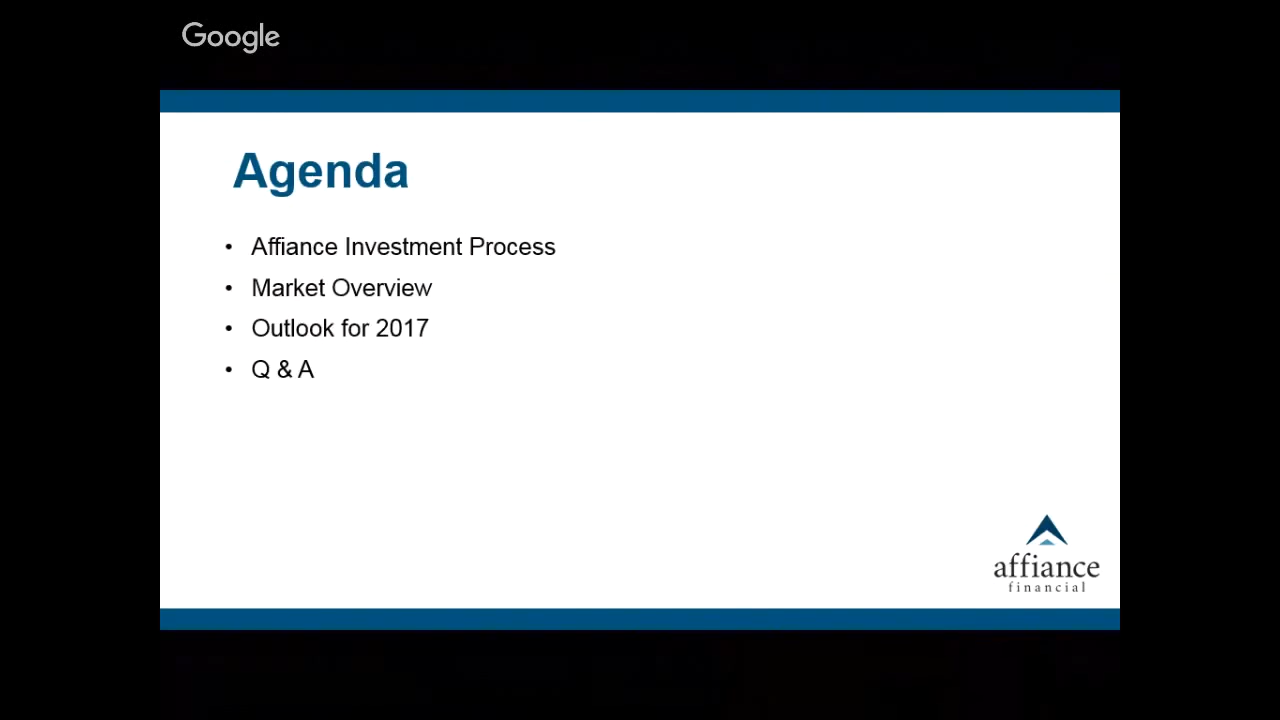 Google
Agenda
• Affiance Investment Process
• Market Overview
• Outlook for 2017
• Q & A
affiance
financial